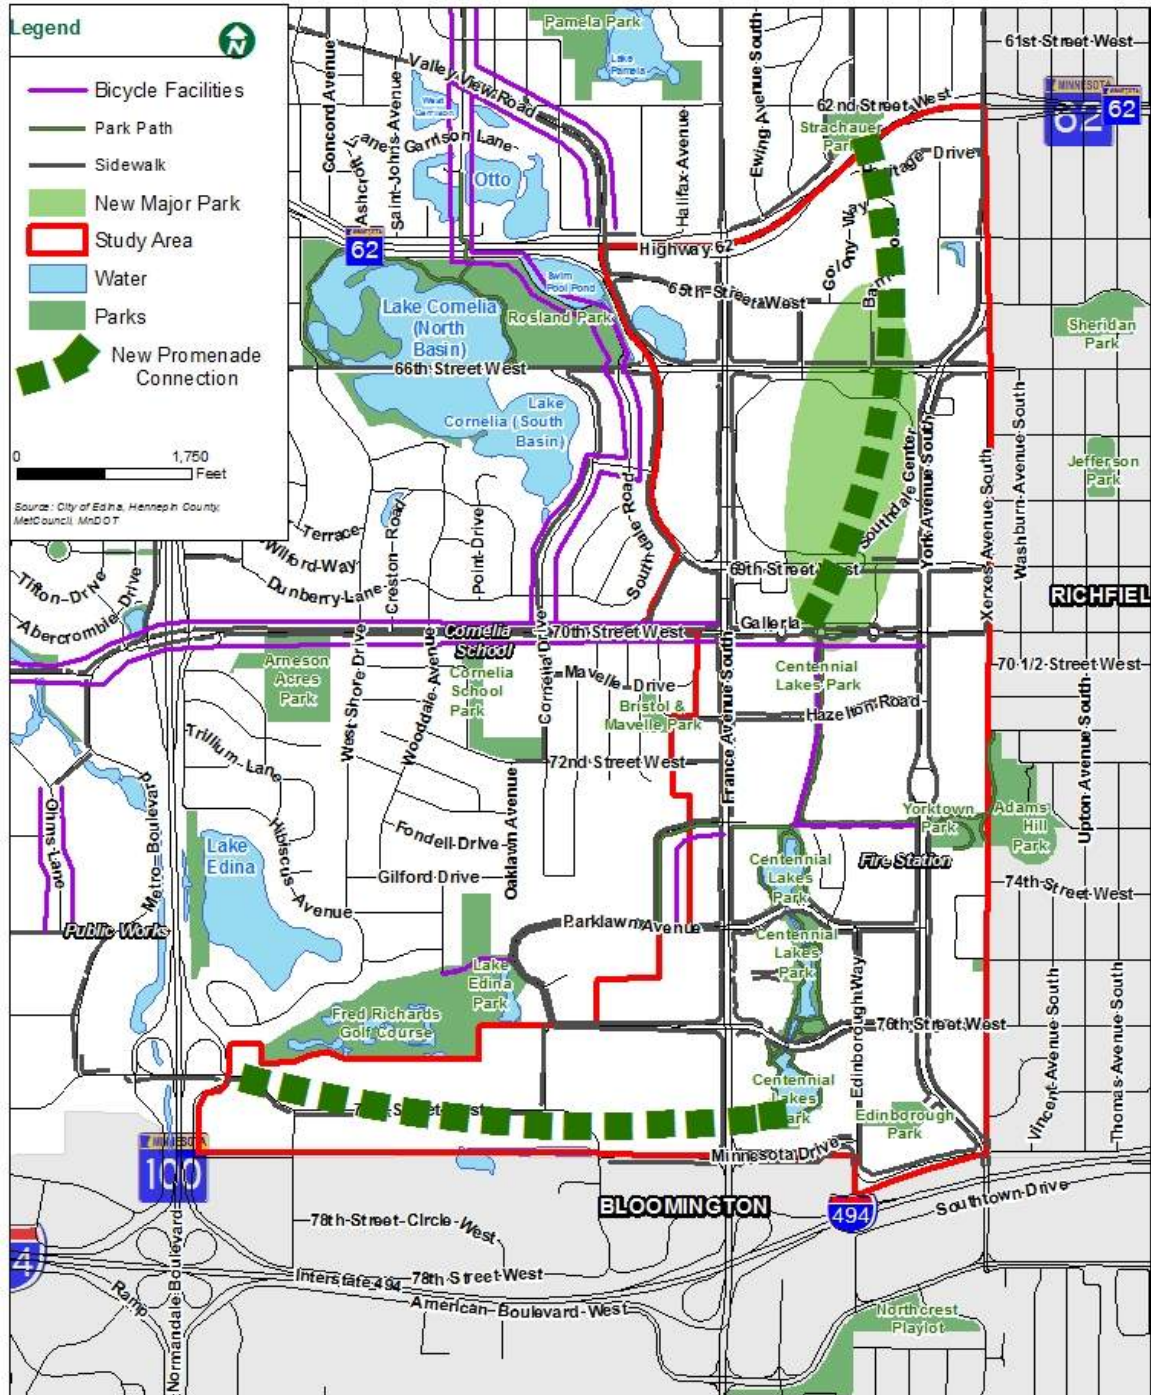 Legend
N
Bicycle Facilities
Park Path
Sidewalk
New Major Park
Study Area
Water
Parks
New Promenade
Connection
0
1,750
Feet
Source: City of Edina, Hennepin County,
MetCouncil, MnDOT
Concord Avenue
Saint Johns Avenue
Valley View Road
Garrison Lane
Otto
Pamela Park
Lake
Pamela
Halifax Avenue
Ewing Avenue South
61st Street West
62nd Street West
MINNESOTA
62
62
Strachauer
Park
Heritage Drive
Colony Way
62
Highway 62
65th Street West
Swim
Pool Pond
Rosland Park
Lake Cornelia
(North
Basin)
66th Street West
Lake
Cornelia (South
Basin)
Sheridan
Park
Jefferson
Park
Washburn Avenue South
Xerxes Avenue South
York Avenue South
Southdale Center
69th Street West
Southdale Road
Point Drive
Creston Road
Terrace
Wilford Way
Dunberry Lane
Tifton Drive
Abercrombie Drive
RICHFIEL
Galleria
Cornelia
School
70th Street West
70 1/2 Street West
Arneson
Acres
Park
West Shore Drive
Wooddale Avenue
Cornelia
School
Park
Cornelia Drive
Mavelle Drive
Bristol &
Mavelle Park
France Avenue South
Centennial
Lakes Park
Hazelton Road
72nd Street West
Trillium Lane
Hibiscus Avenue
Metro Boulevard
Ohms Lane
Lake
Edina
Fondell Drive
Gilford Drive
Oaklawn Avenue
Upton Avenue South
Yorktown
Park
Adams
Hill
Park
Centennial
Lakes
Park
Fire Station
74th Street West
Public Works
Parklawn Avenue
Centennial
Lakes
Park
Lake
Edina
Park
Fred Richards
Golf Course
Edinborough Way
76th Street West
Vincent Avenue South
Thomas Avenue South
Centennial
Lakes
Park
Edinborough
Park
Minnesota Drive
MINNESOTA
100
BLOOMINGTON
494
Southtown Drive
78th Street Circle West
4
Normandale Boulevard
Ramp
Interstate 494
78th Street West
American Boulevard West
Northcrest
Playlot